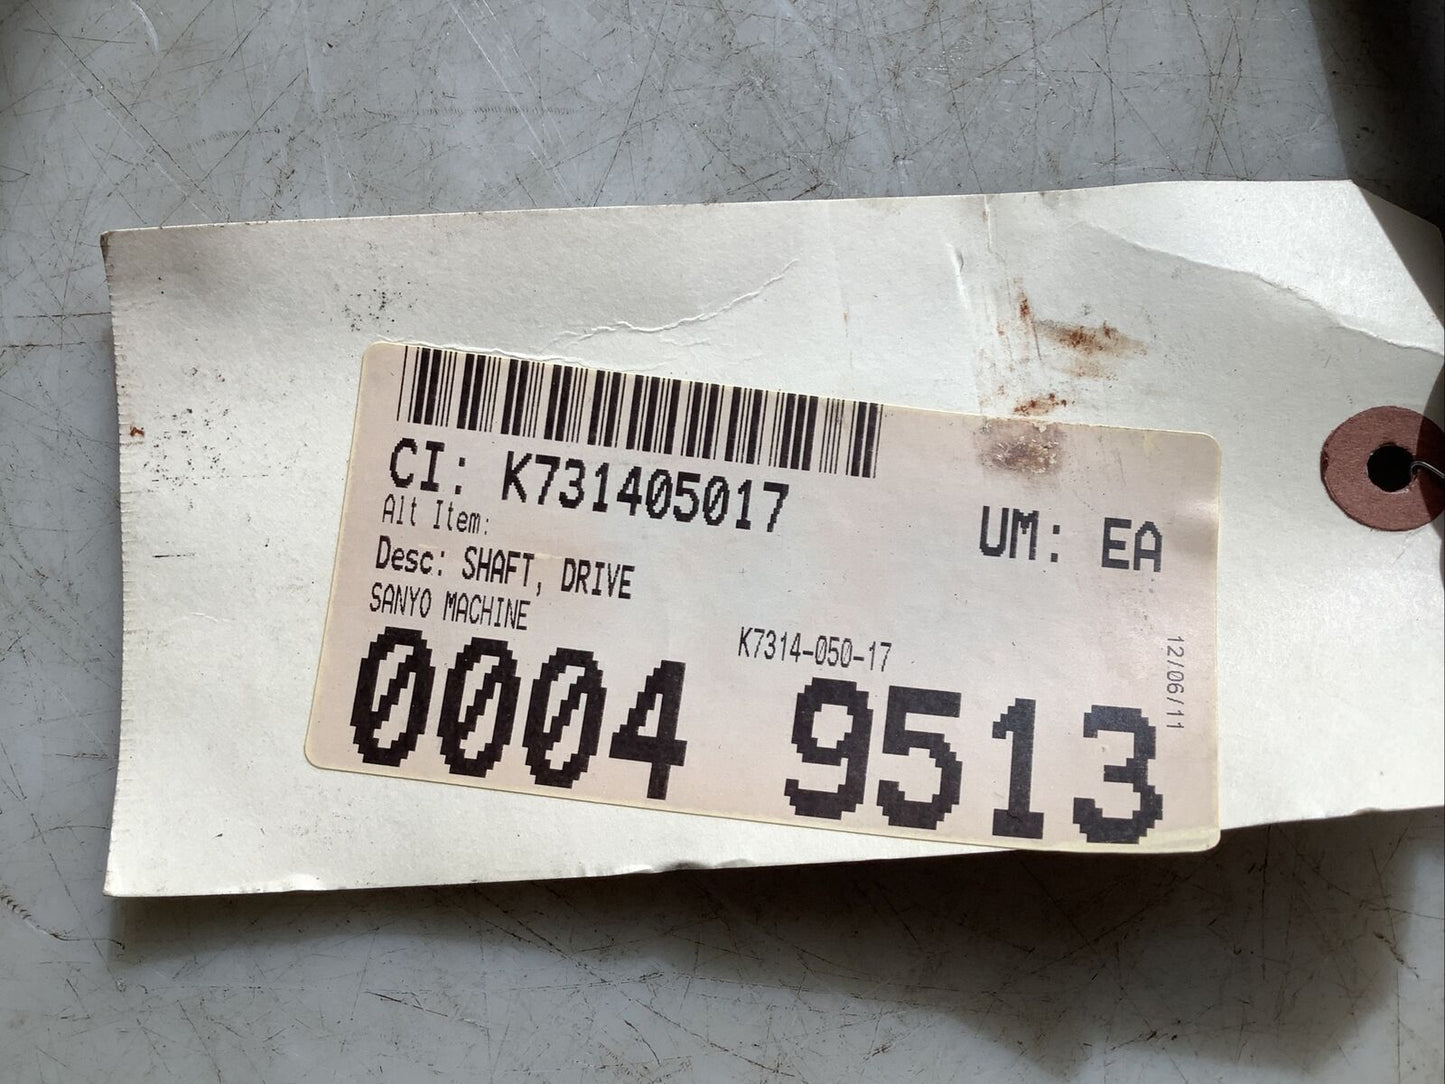 CI: K731405017
Alt Item:
UM: EA
Desc: SHAFT, DRIVE
SANYO MACHINE
K7314-050-17
12/06/11
0004 9513